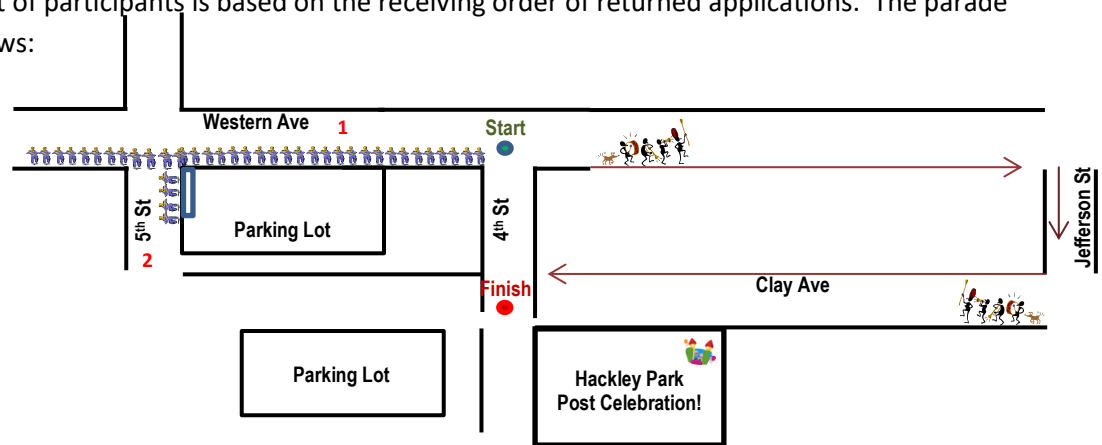 t of participants is based on the receiving order of returned applications. The parade
ws:
Western Ave
1
Start
5th St
Parking Lot
4th St
Jefferson St
2
Finish
Clay Ave
Parking Lot
Hackley Park
Post Celebration!